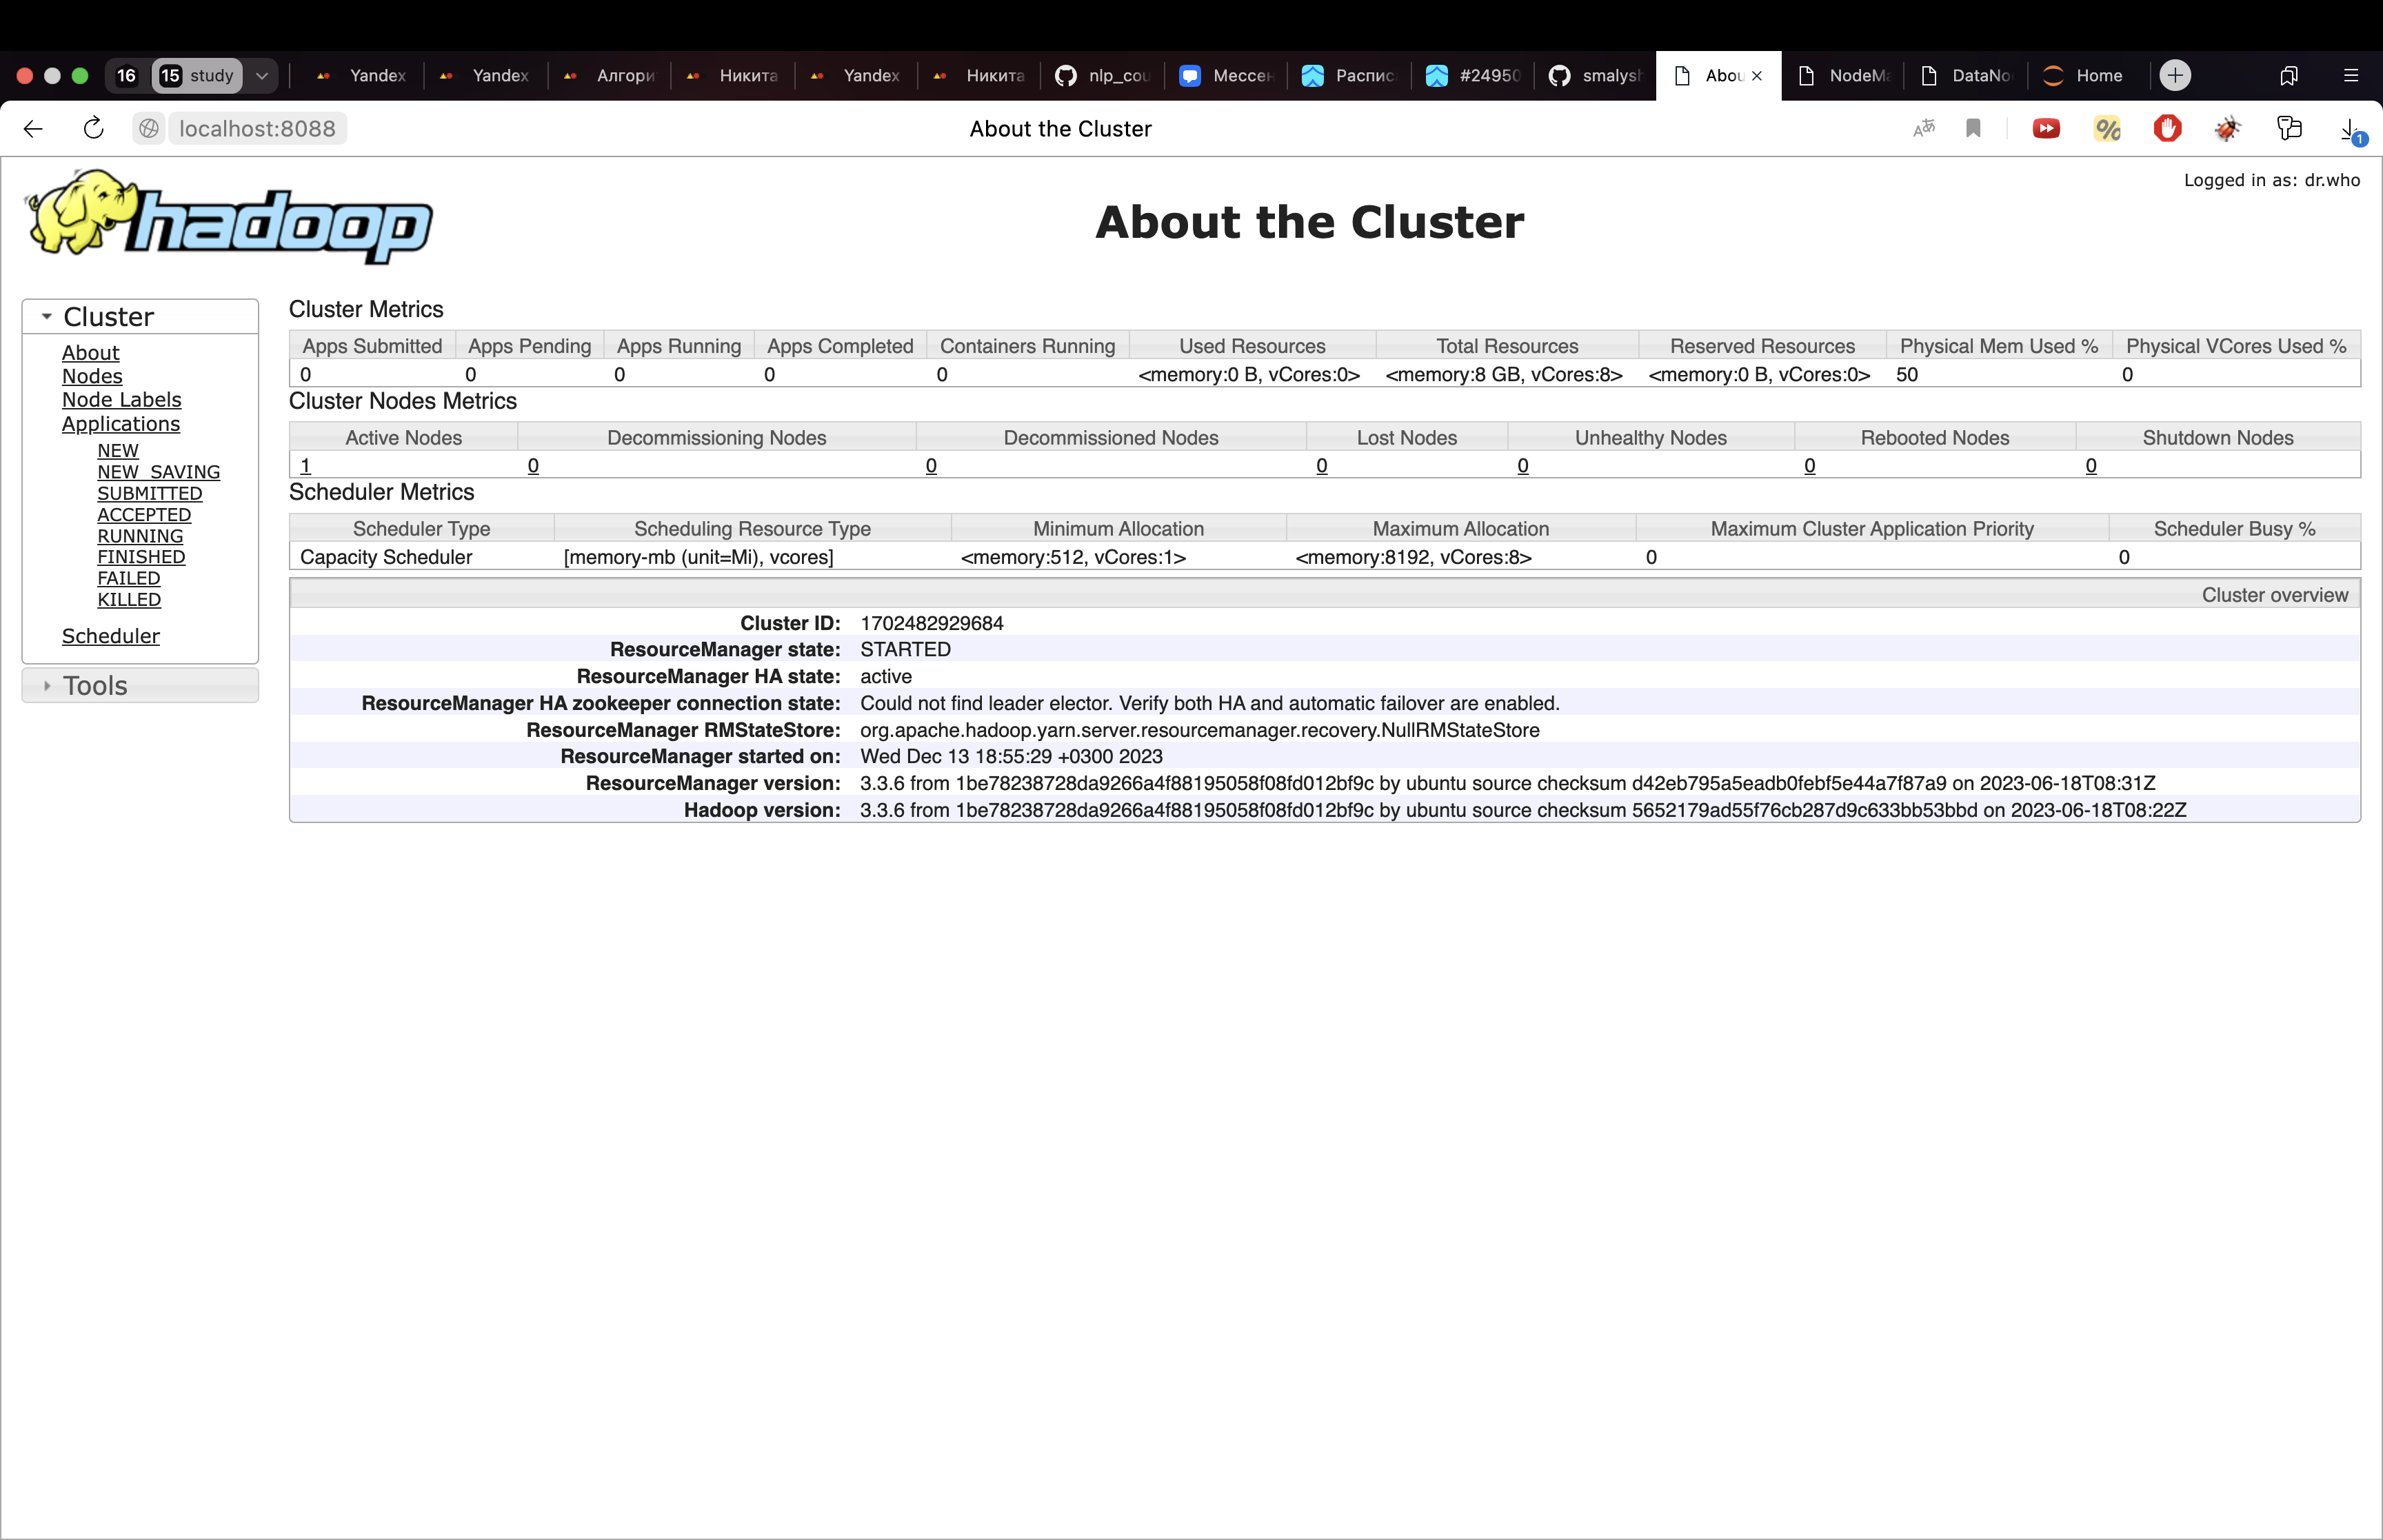 16 15 study Yandex Yandex Алгори Никита Yandex Никита nlp_cou Мессен Распис #24950 smalysh Abou NodeMa DataNo Home
localhost:8088 About the Cluster 1
Logged in as: dr.who
hadoop
About the Cluster
Cluster
About
Nodes
Node Labels
Applications
NEW
NEW_SAVING
SUBMITTED
ACCEPTED
RUNNING
FINISHED
FAILED
KILLED
Scheduler
Tools
Cluster Metrics
Apps Submitted Apps Pending Apps Running Apps Completed Containers Running Used Resources Total Resources Reserved Resources Physical Mem Used % Physical VCores Used %
0 0 0 0 0 <memory:0 B, vCores:0> <memory:8 GB, vCores:8> <memory:0 B, vCores:0> 50 0
Cluster Nodes Metrics
Active Nodes Decommissioning Nodes Decommissioned Nodes Lost Nodes Unhealthy Nodes Rebooted Nodes Shutdown Nodes
1 0 0 0 0 0 0
Scheduler Metrics
Scheduler Type Scheduling Resource Type Minimum Allocation Maximum Allocation Maximum Cluster Application Priority Scheduler Busy %
Capacity Scheduler [memory-mb (unit=Mi), vcores] <memory:512, vCores:1> <memory:8192, vCores:8> 0 0
Cluster overview
Cluster ID: 1702482929684
ResourceManager state: STARTED
ResourceManager HA state: active
ResourceManager HA zookeeper connection state: Could not find leader elector. Verify both HA and automatic failover are enabled.
ResourceManager RMStateStore: org.apache.hadoop.yarn.server.resourcemanager.recovery.NullRMStateStore
ResourceManager started on: Wed Dec 13 18:55:29 +0300 2023
ResourceManager version: 3.3.6 from 1be78238728da9266a4f88195058f08fd012bf9c by ubuntu source checksum d42eb795a5eadb0febf5e44a7f87a9 on 2023-06-18T08:31Z
Hadoop version: 3.3.6 from 1be78238728da9266a4f88195058f08fd012bf9c by ubuntu source checksum 5652179ad55f76cb287d9c633bb53bbd on 2023-06-18T08:22Z